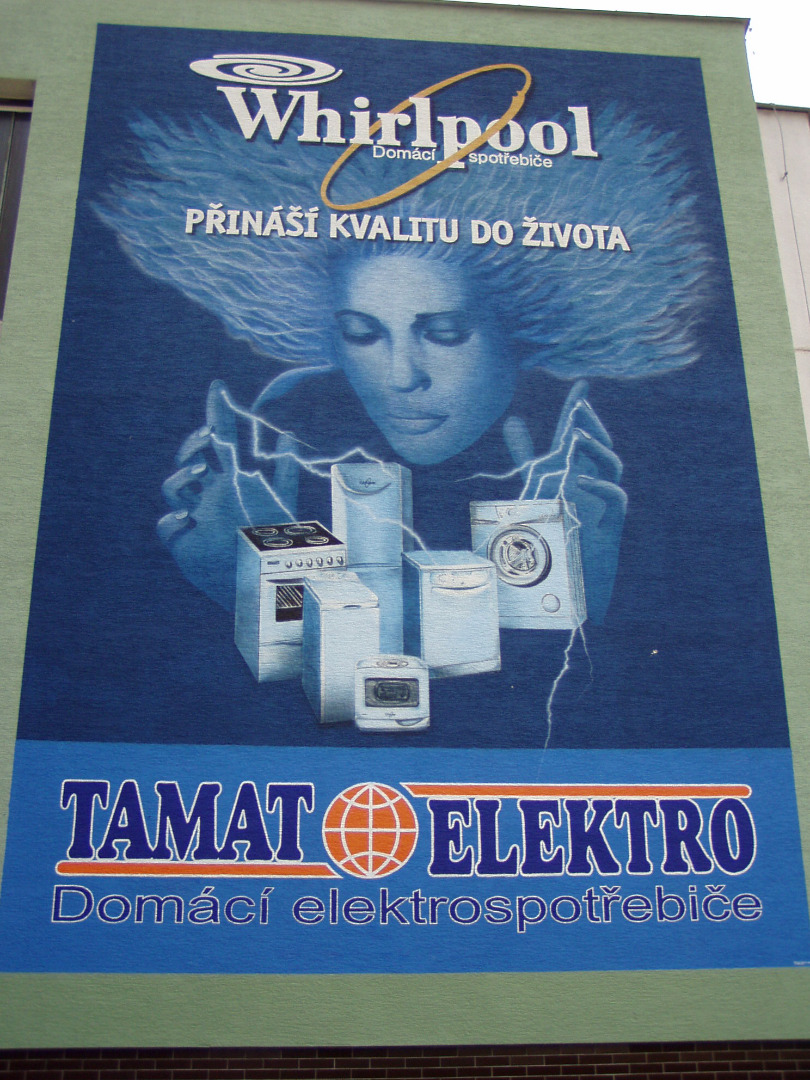 Whirlpool
Domácí spotřebiče
PŘINÁŠÍ KVALITU DO ŽIVOTA
TAMAT ELEKTRO
Domácí elektrospotřebiče